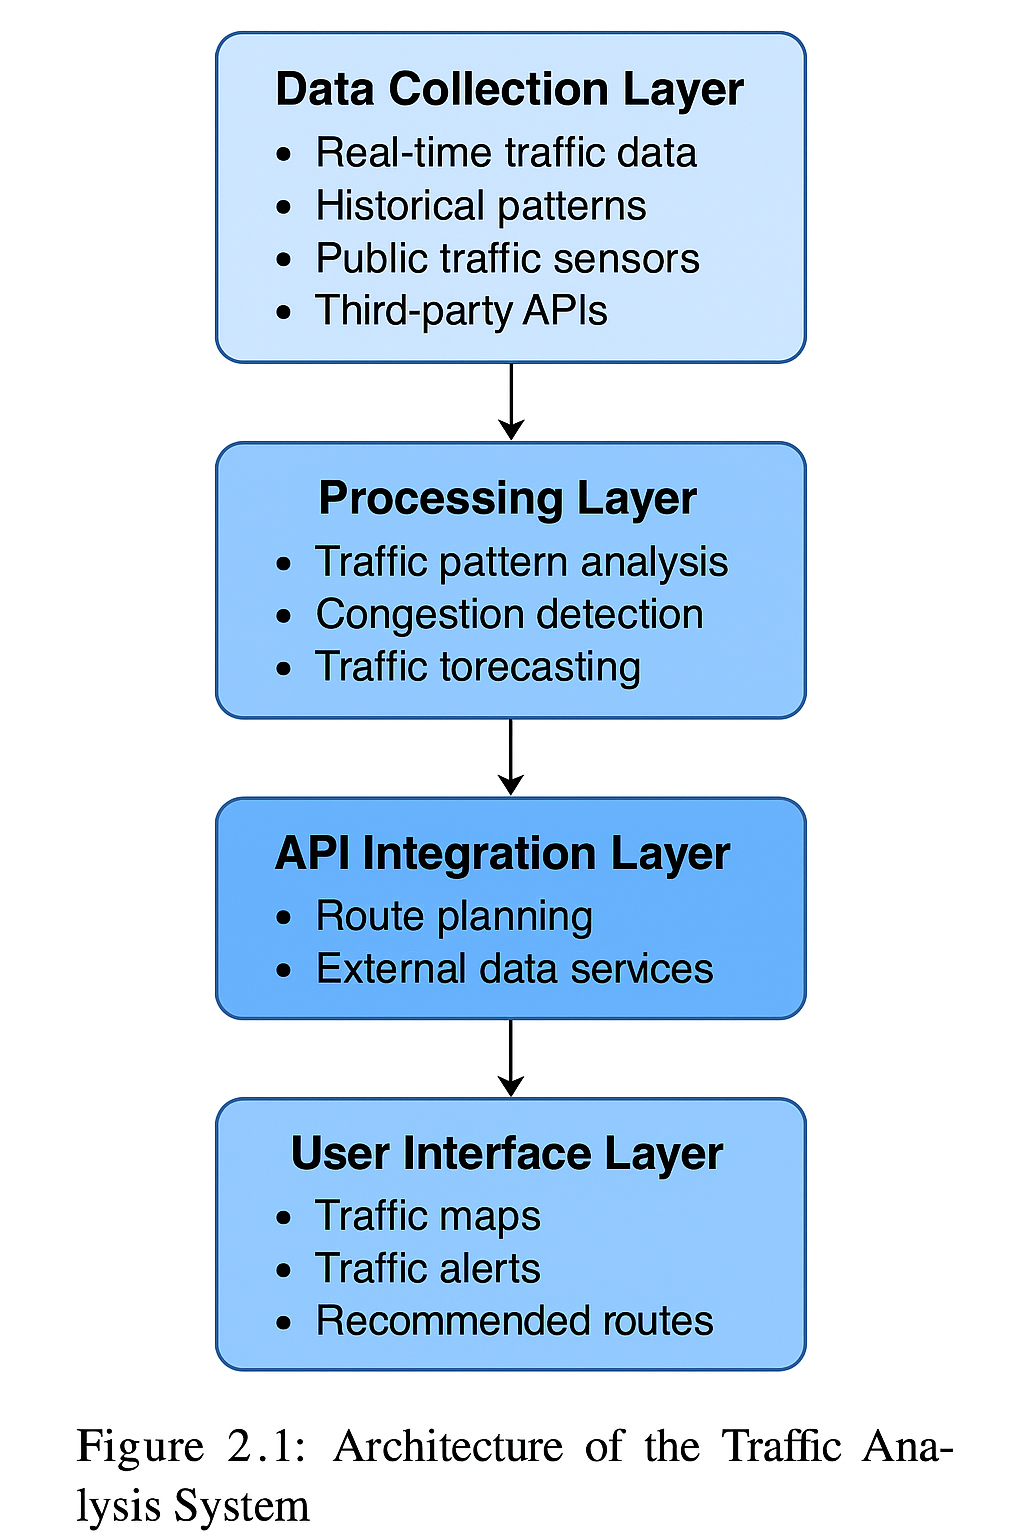 Data Collection Layer
• Real-time traffic data
• Historical patterns
• Public traffic sensors
• Third-party APIs
Processing Layer
• Traffic pattern analysis
• Congestion detection
• Traffic torecasting
API Integration Layer
• Route planning
• External data services
User Interface Layer
• Traffic maps
• Traffic alerts
• Recommended routes
Figure 2.1: Architecture of the Traffic Ana-
lysis System